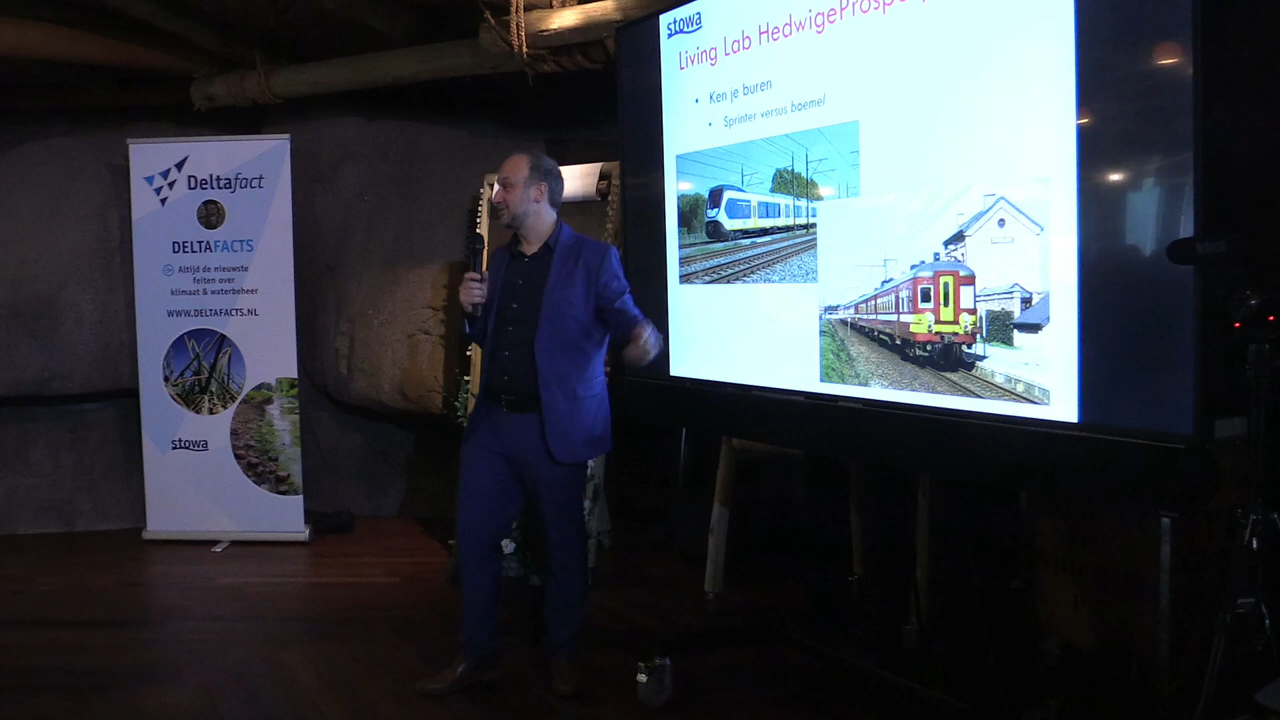 Deltafact
DELTAFACTS
Altijd de nieuwste
feiten over
klimaat & waterbeheer
WWW.DELTAFACTS.NL
stowa
stowa
Living Lab HedwigeProsper
• Ken je buren
• Sprinter versus boemel